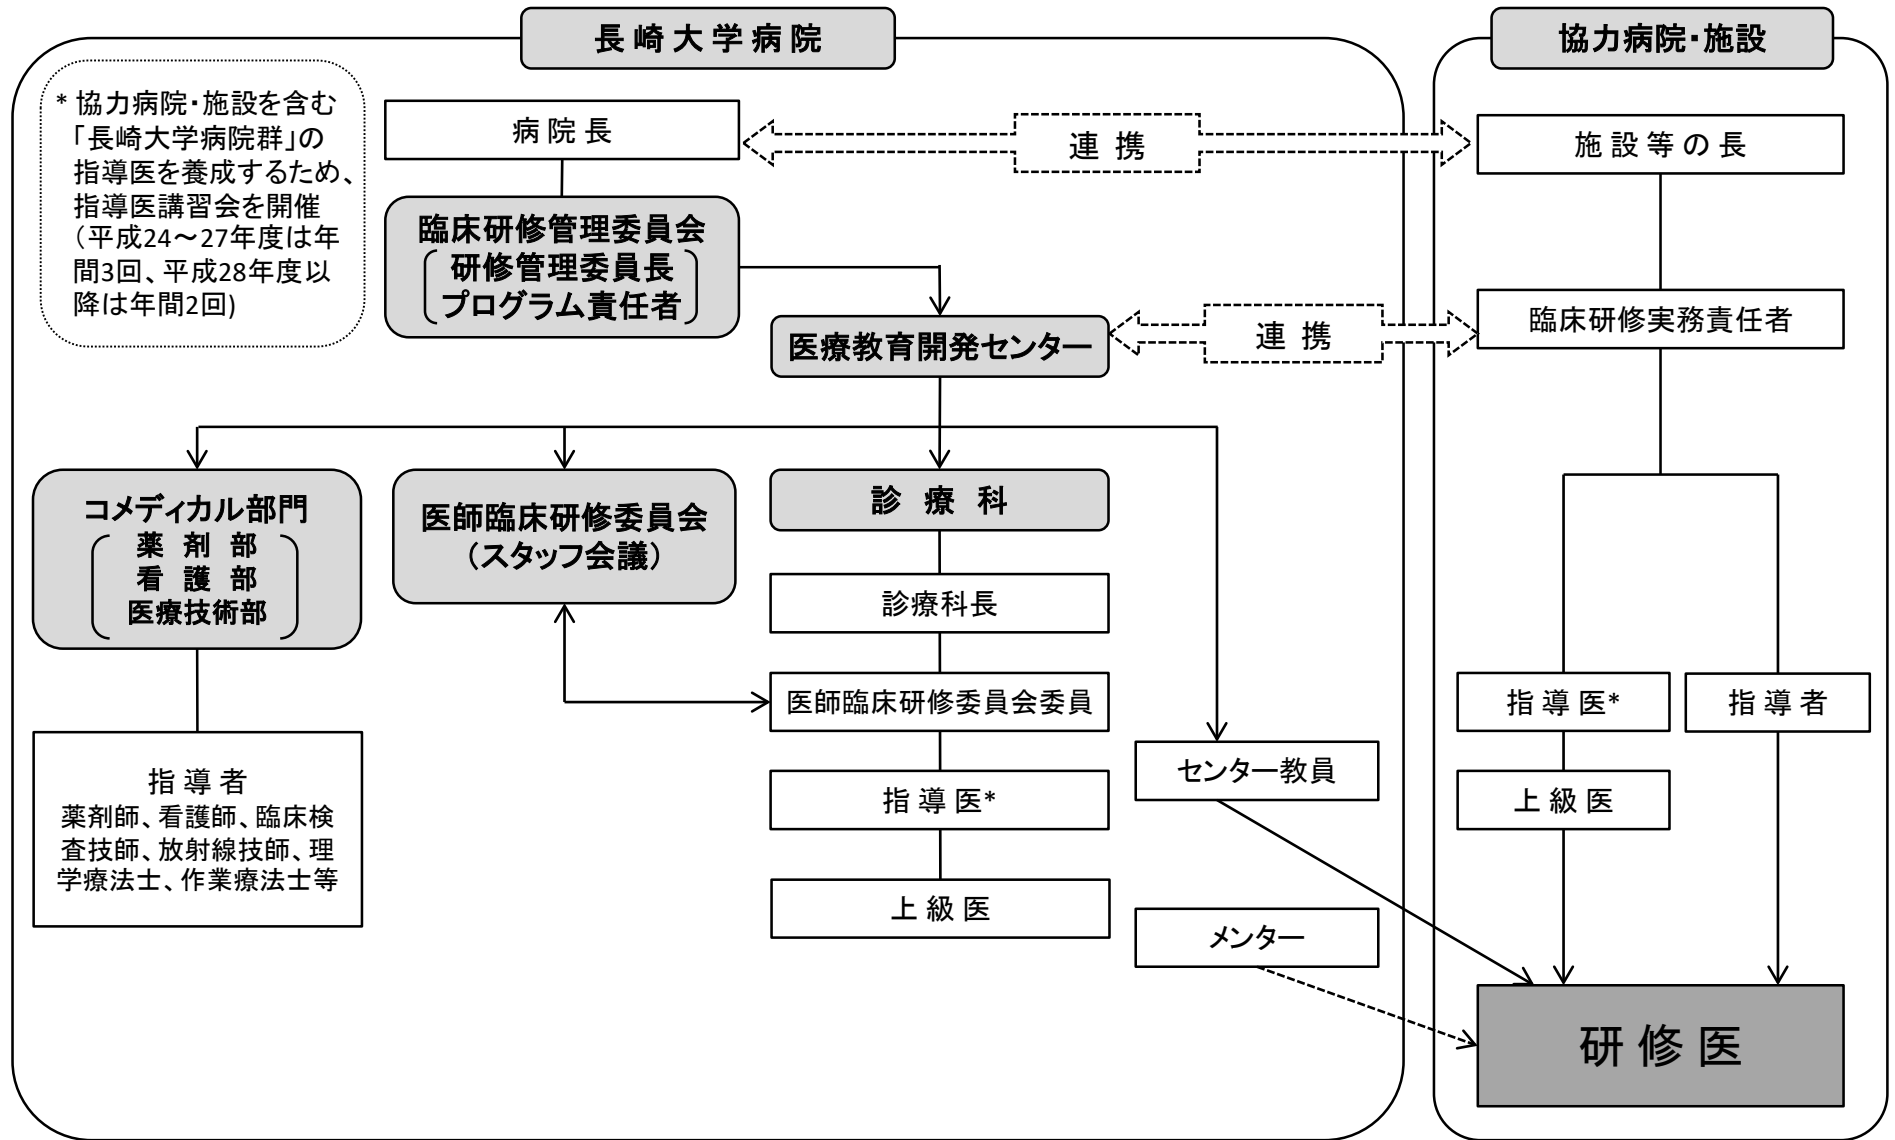 長崎大学病院
協力病院・施設
* 協力病院・施設を含む
「長崎大学病院群」の
指導医を養成するため、
指導医講習会を開催
（平成24～27年度は年
間3回、平成28年度以
降は年間2回)
病院長
連携
施設等の長
臨床研修管理委員会
研修管理委員長
プログラム責任者
医療教育開発センター
連携
臨床研修実務責任者
コメディカル部門
薬剤部
看護部
医療技術部
医師臨床研修委員会
（スタッフ会議）
診療科
診療科長
医師臨床研修委員会委員
指導医*
上級医
指導者
薬剤師、看護師、臨床検
査技師、放射線技師、理
学療法士、作業療法士等
センター教員
メンター
指導医*
指導者
上級医
研修医